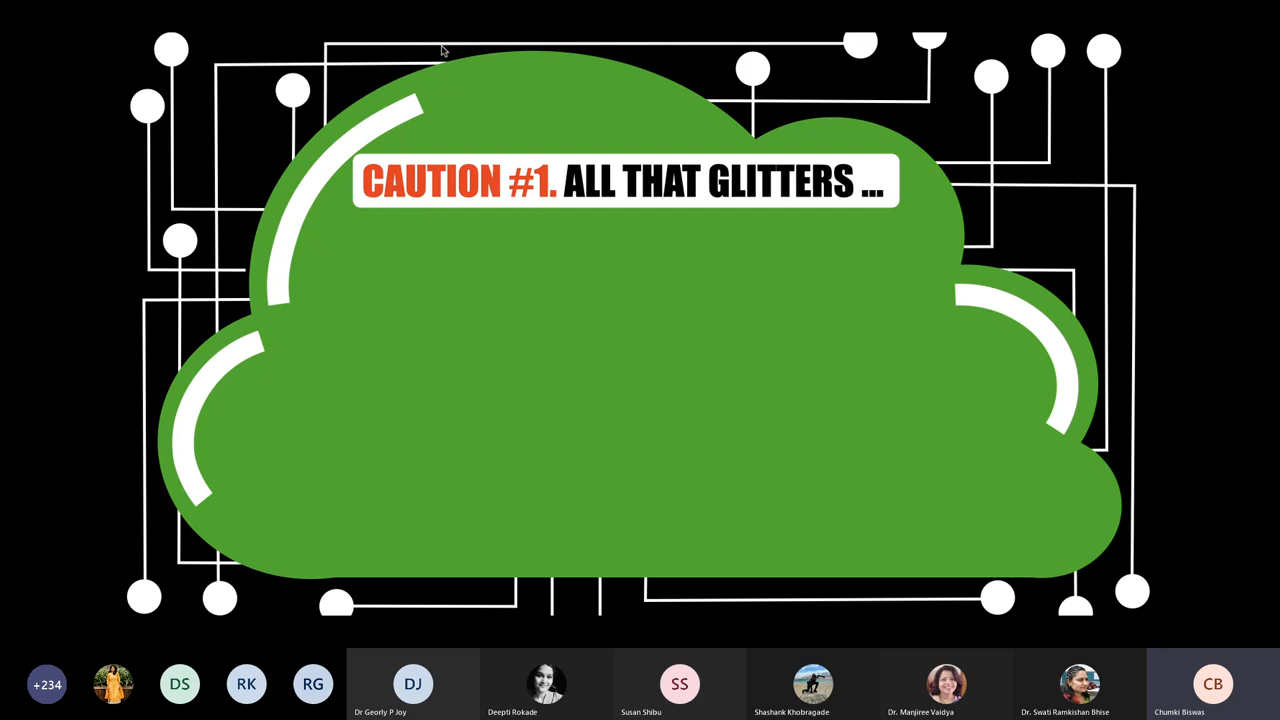 CAUTION #1. ALL THAT GLITTERS ...
+234
DS
RK
RG
DJ
SS
CB
Dr Georly P Joy
Deepti Rokade
Susan Shibu
Shashank Khobragade
Dr. Manjiree Vaidya
Dr. Swati Ramkishan Bhise
Chumki Biswas